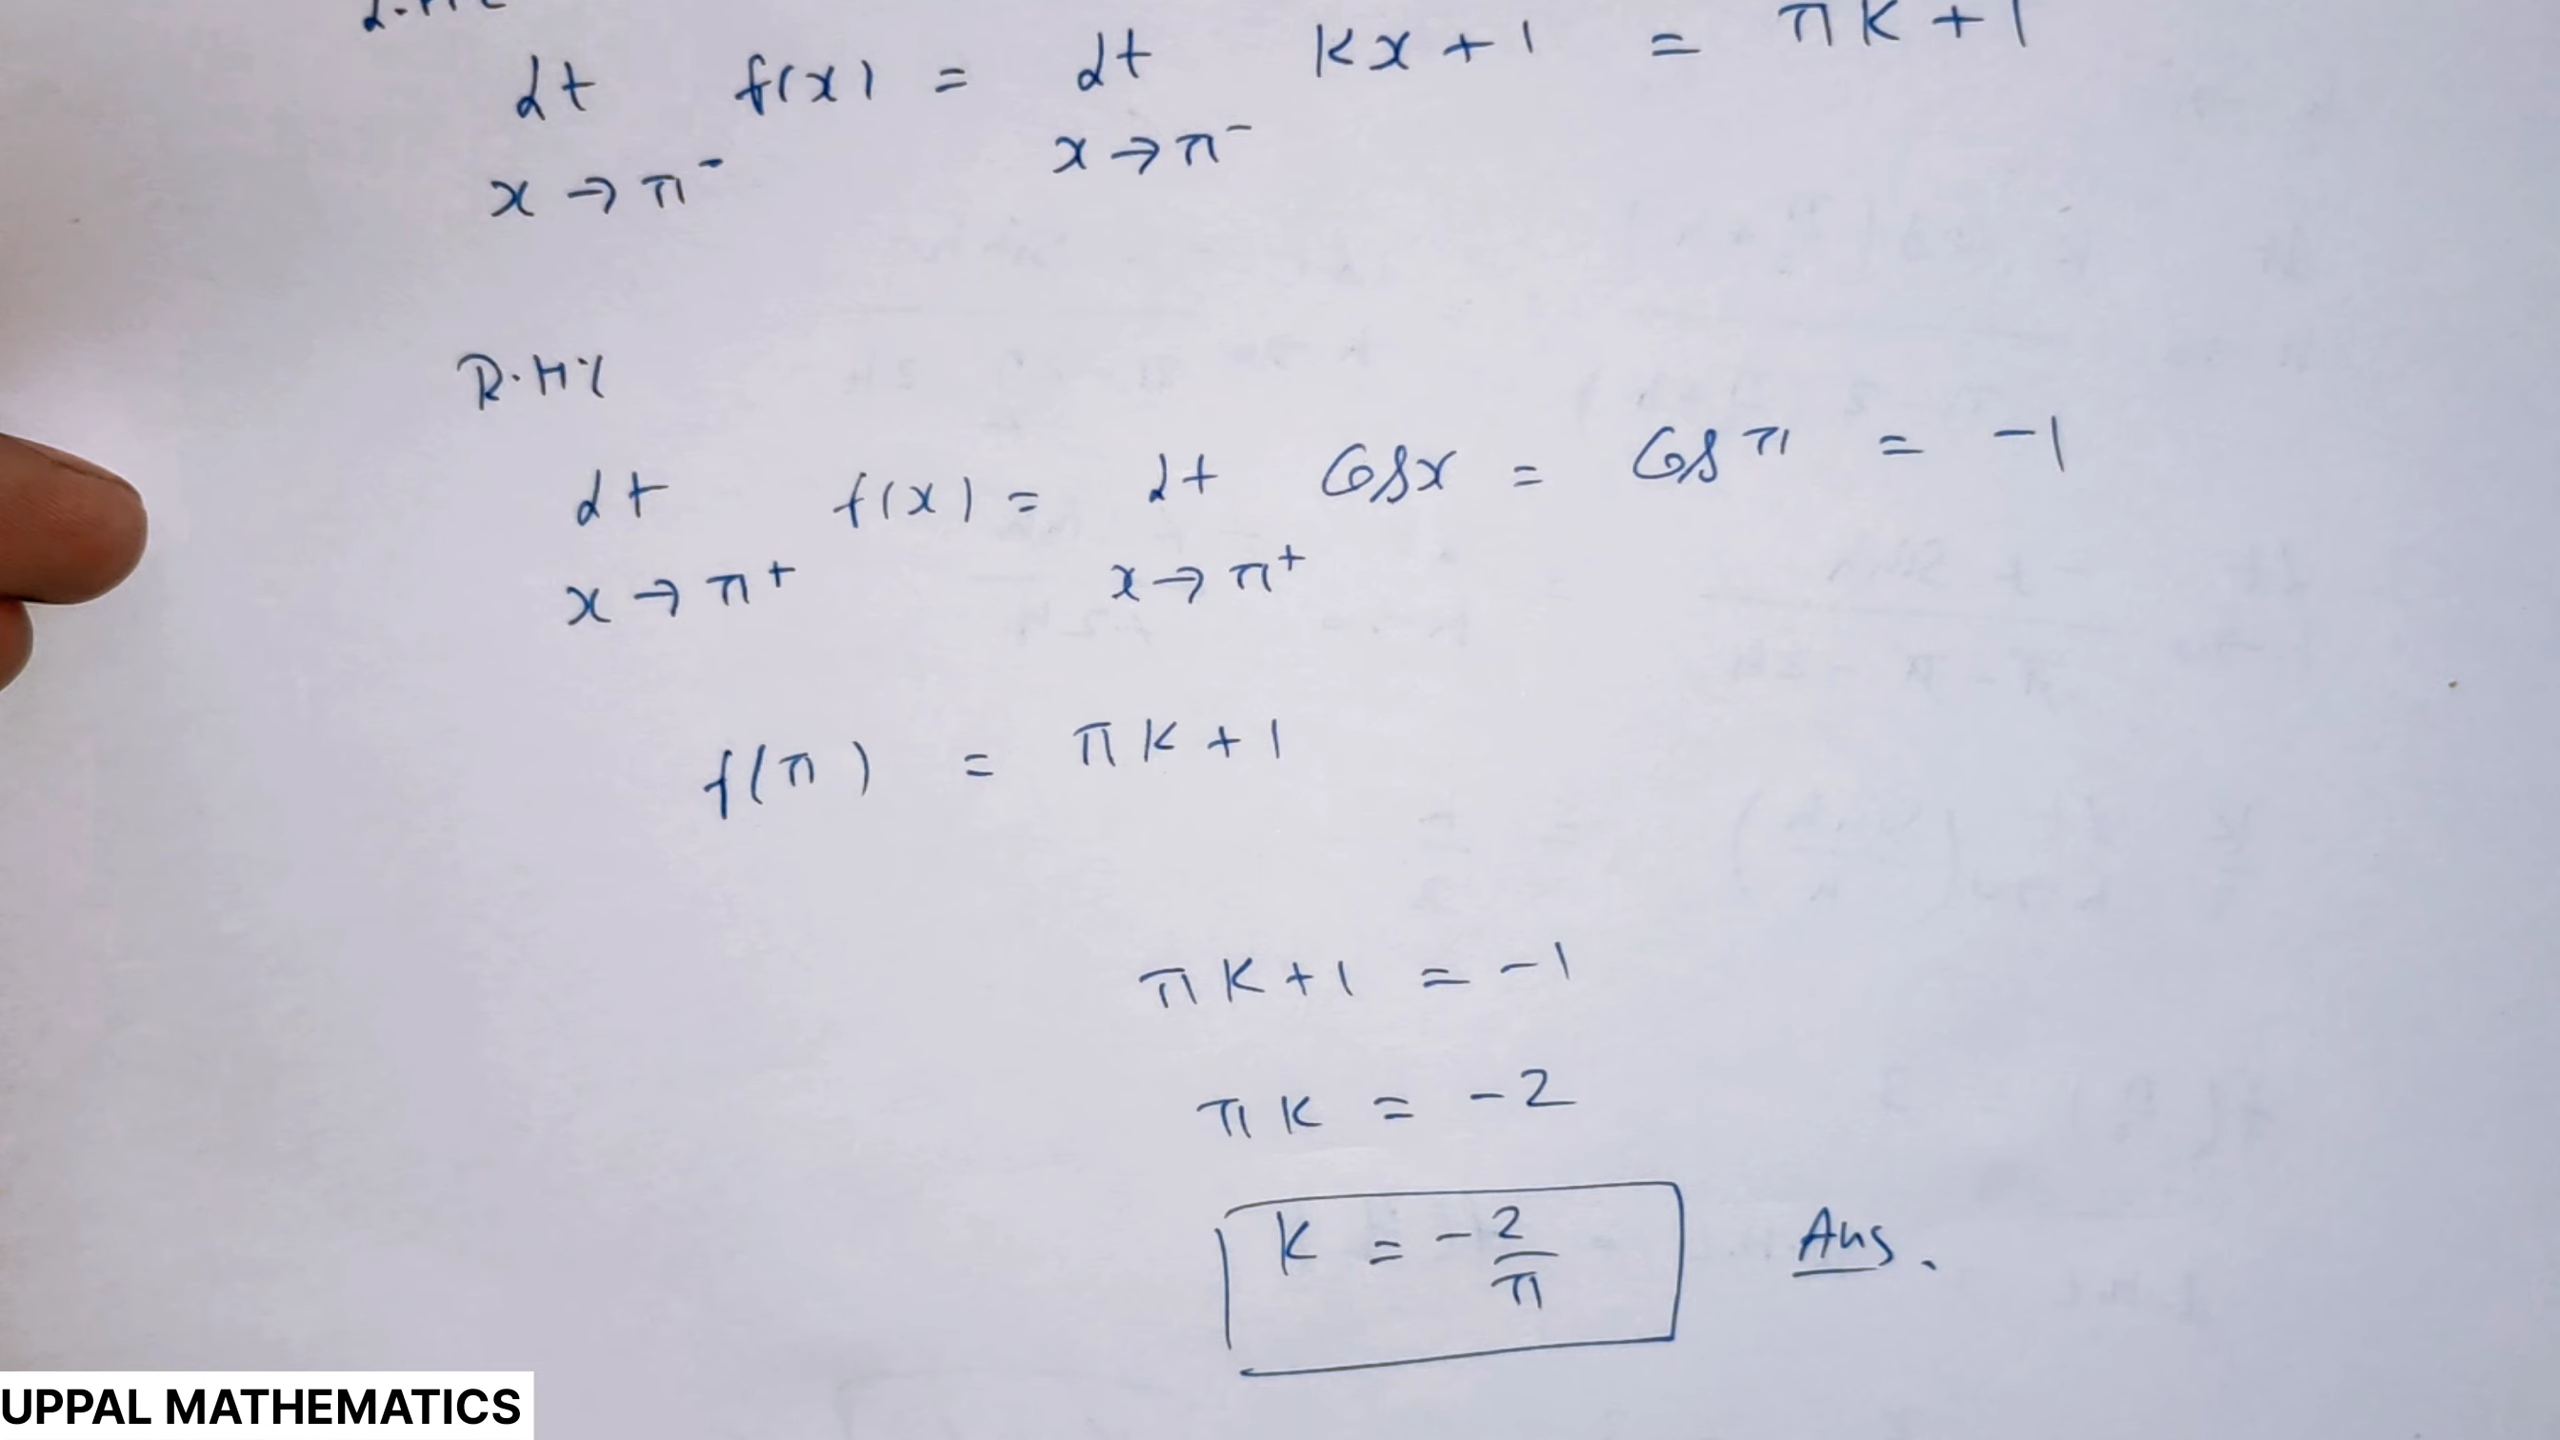 Lt f(x) = Lt kx + 1 = πk + 1
x → π⁻ x → π⁻
R.H.L
Lt f(x) = Lt Cosx = Cos π = -1
x → π⁺ x → π⁺
f(π) = πk + 1
πk + 1 = -1
πk = -2
k = -2/π Ans.
UPPAL MATHEMATICS